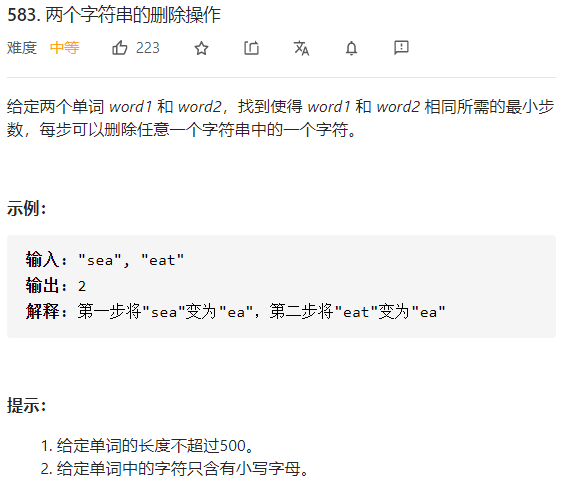 583. 两个字符串的删除操作
难度 中等 223
给定两个单词 word1 和 word2，找到使得 word1 和 word2 相同所需的最小步
数，每步可以删除任意一个字符串中的一个字符。
示例：
输入："sea", "eat"
输出：2
解释：第一步将"sea"变为"ea"，第二步将"eat"变为"ea"
提示：
1. 给定单词的长度不超过500。
2. 给定单词中的字符只含有小写字母。